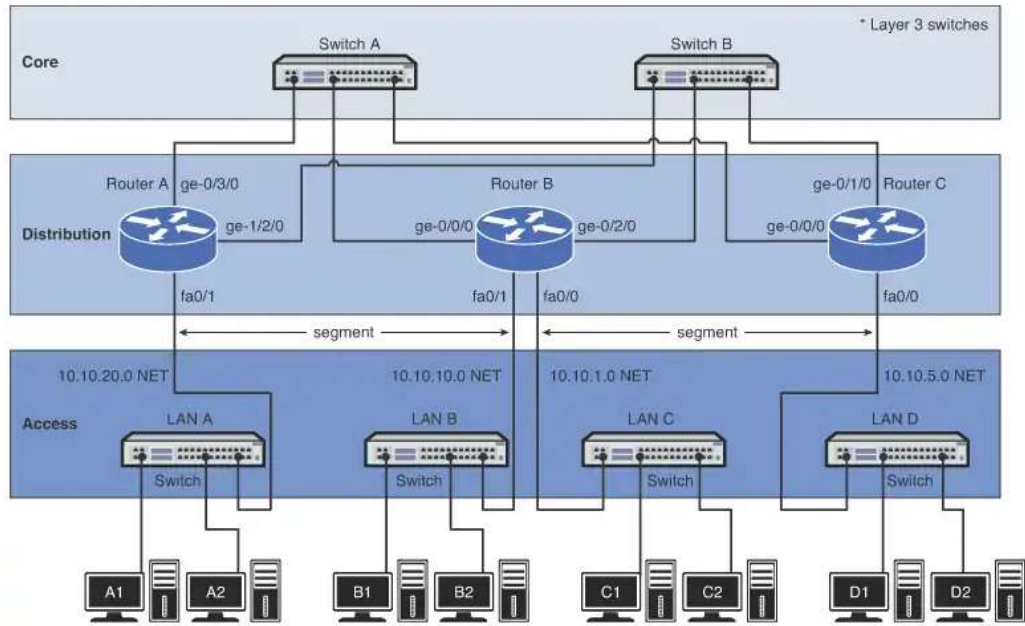 * Layer 3 switches
Switch A
Switch B
Core
Router A
ge-0/3/0
Router B
ge-0/1/0
Router C
Distribution
ge-1/2/0
ge-0/0/0
ge-0/2/0
ge-0/0/0
fa0/1
fa0/1
fa0/0
fa0/0
segment
segment
10.10.20.0 NET
10.10.10.0 NET
10.10.1.0 NET
10.10.5.0 NET
Access
LAN A
LAN B
LAN C
LAN D
Switch
Switch
Switch
Switch
A1
A2
B1
B2
C1
C2
D1
D2